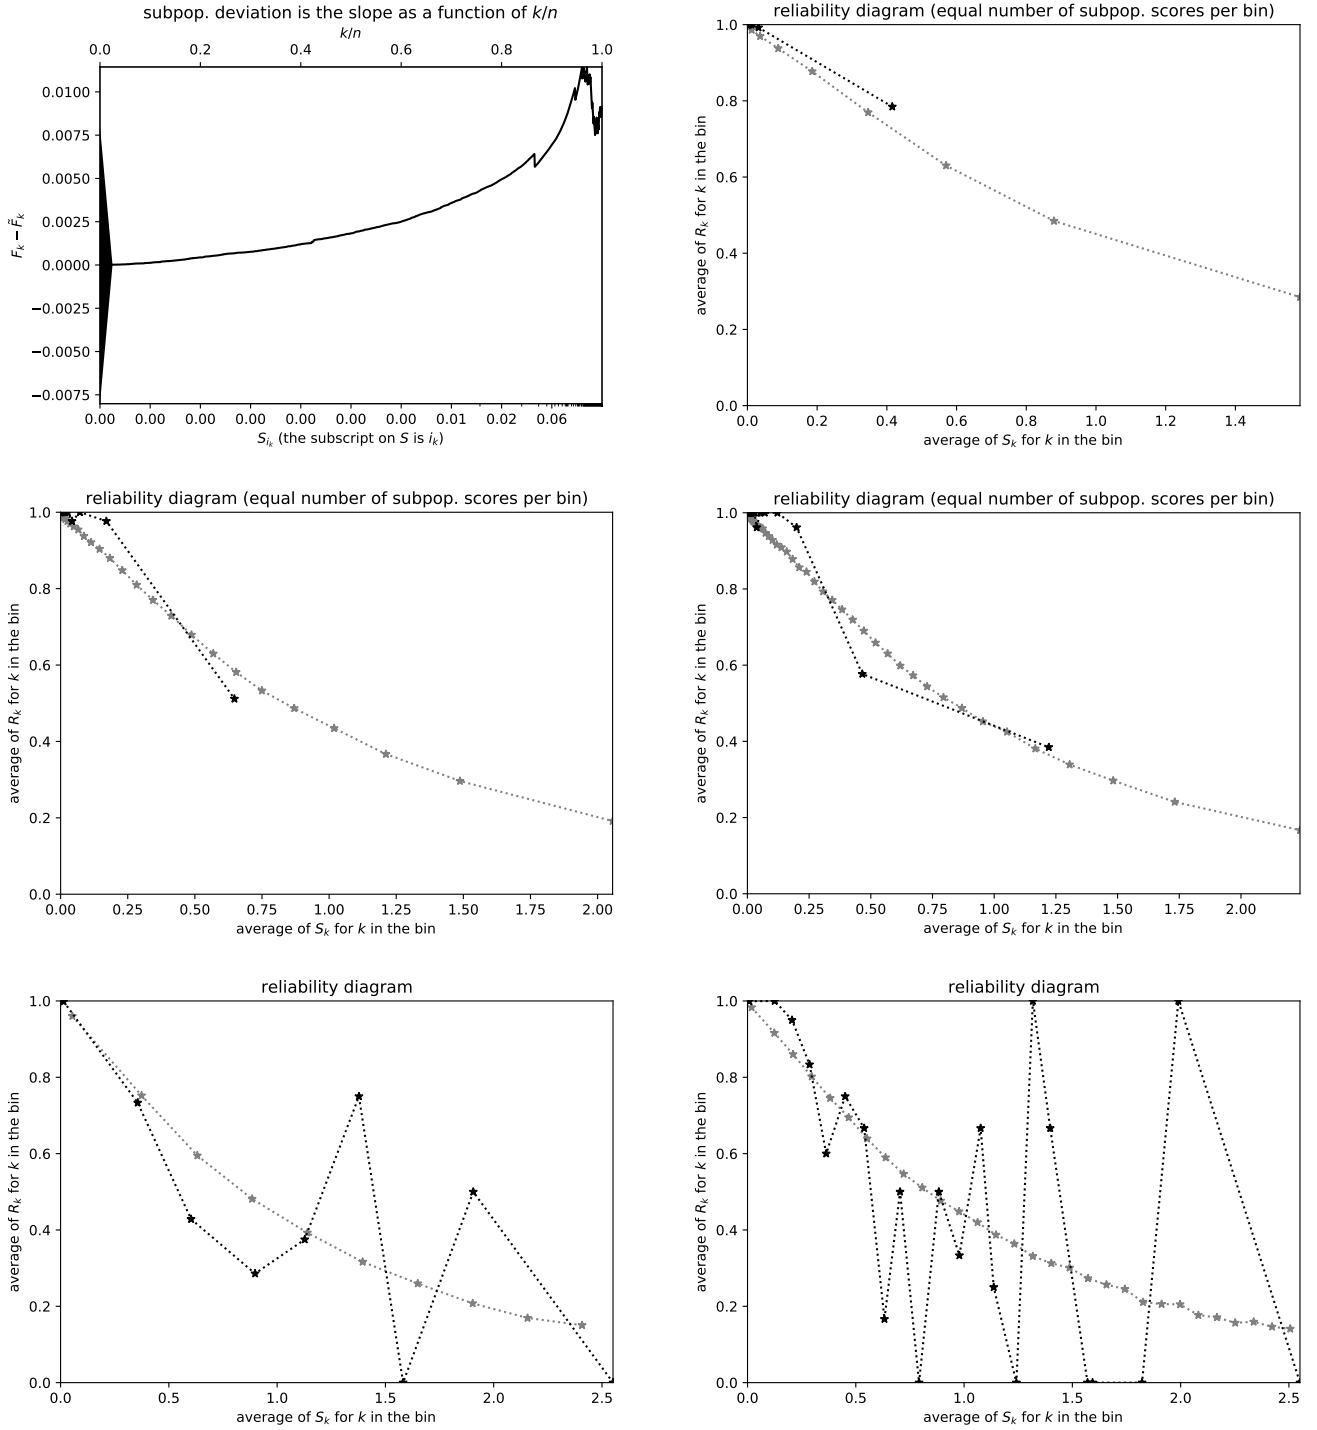 subpop. deviation is the slope as a function of k/n
k/n
0.0 0.2 0.4 0.6 0.8 1.0
0.0100
0.0075
0.0050
0.0025
0.0000
−0.0025
−0.0050
−0.0075
F_k − F̃_k
0.00 0.00 0.00 0.00 0.00 0.00 0.00 0.01 0.02 0.06
S_{i_k} (the subscript on S is i_k)
reliability diagram (equal number of subpop. scores per bin)
1.0
0.8
0.6
0.4
0.2
0.0
average of R_k for k in the bin
0.0 0.2 0.4 0.6 0.8 1.0 1.2 1.4
average of S_k for k in the bin
reliability diagram (equal number of subpop. scores per bin)
1.0
0.8
0.6
0.4
0.2
0.0
average of R_k for k in the bin
0.00 0.25 0.50 0.75 1.00 1.25 1.50 1.75 2.00
average of S_k for k in the bin
reliability diagram (equal number of subpop. scores per bin)
1.0
0.8
0.6
0.4
0.2
0.0
average of R_k for k in the bin
0.00 0.25 0.50 0.75 1.00 1.25 1.50 1.75 2.00
average of S_k for k in the bin
reliability diagram
1.0
0.8
0.6
0.4
0.2
0.0
average of R_k for k in the bin
0.0 0.5 1.0 1.5 2.0 2.5
average of S_k for k in the bin
reliability diagram
1.0
0.8
0.6
0.4
0.2
0.0
average of R_k for k in the bin
0.0 0.5 1.0 1.5 2.0 2.5
average of S_k for k in the bin